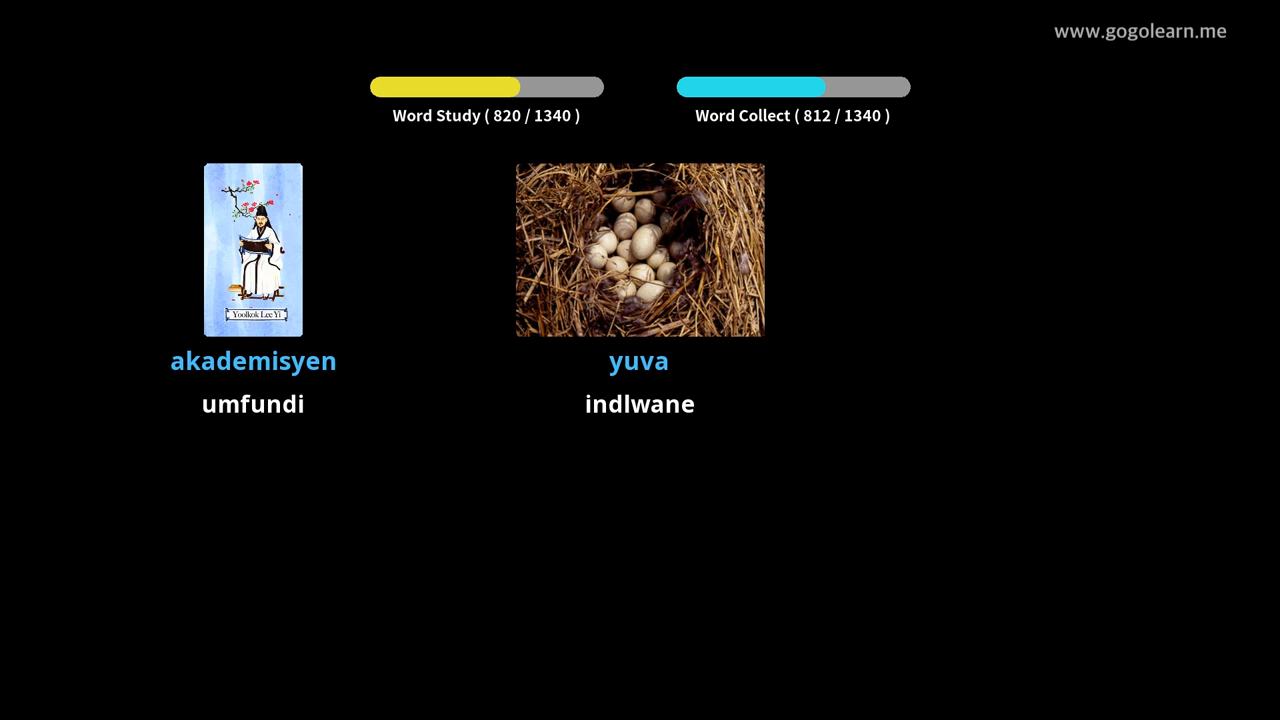 www.gogolearn.me
Word Study ( 820 / 1340 )
Word Collect ( 812 / 1340 )
Yoolkok Lee Yi
akademisyen
yuva
umfundi
indlwane